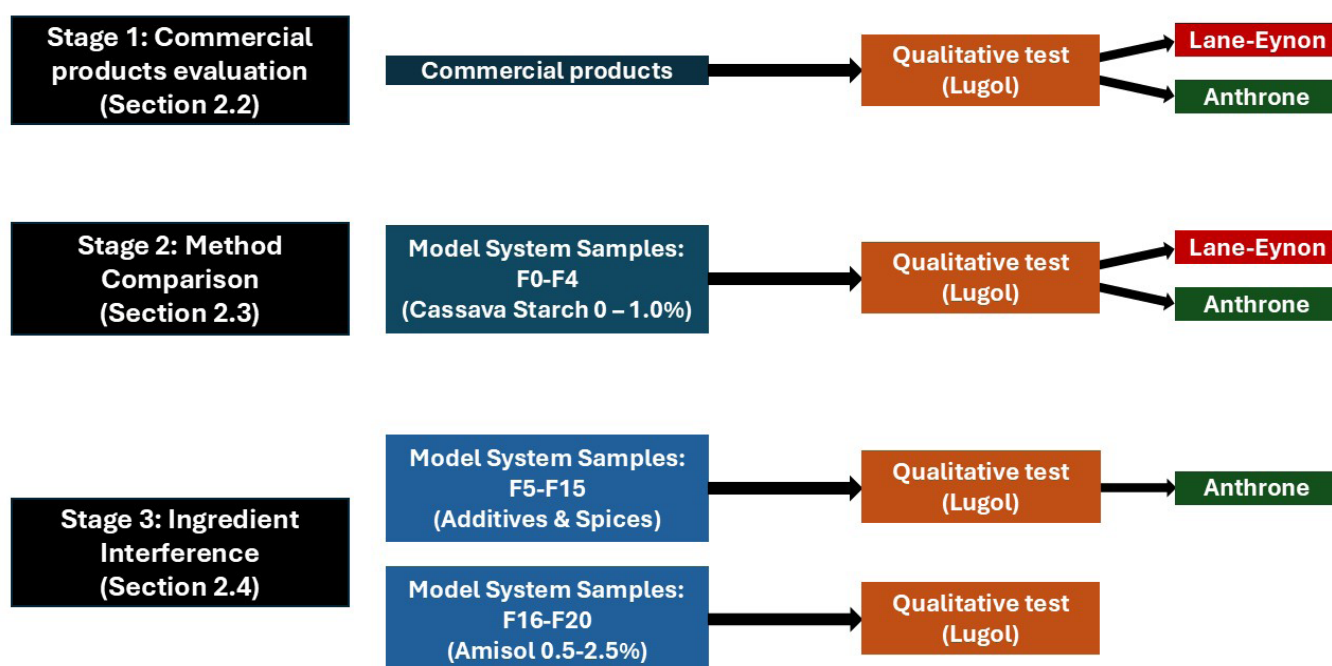 Stage 1: Commercial
products evaluation
(Section 2.2)
Commercial products
Qualitative test
(Lugol)
Lane-Eynon
Anthrone
Stage 2: Method
Comparison
(Section 2.3)
Model System Samples:
F0-F4
(Cassava Starch 0 – 1.0%)
Qualitative test
(Lugol)
Lane-Eynon
Anthrone
Stage 3: Ingredient
Interference
(Section 2.4)
Model System Samples:
F5-F15
(Additives & Spices)
Qualitative test
(Lugol)
Anthrone
Model System Samples:
F16-F20
(Amisol 0.5-2.5%)
Qualitative test
(Lugol)